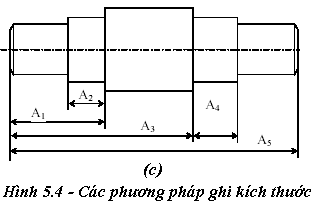 A2
A4
A1
A3
A5
(c)
Hình 5.4 - Các phương pháp ghi kích thước